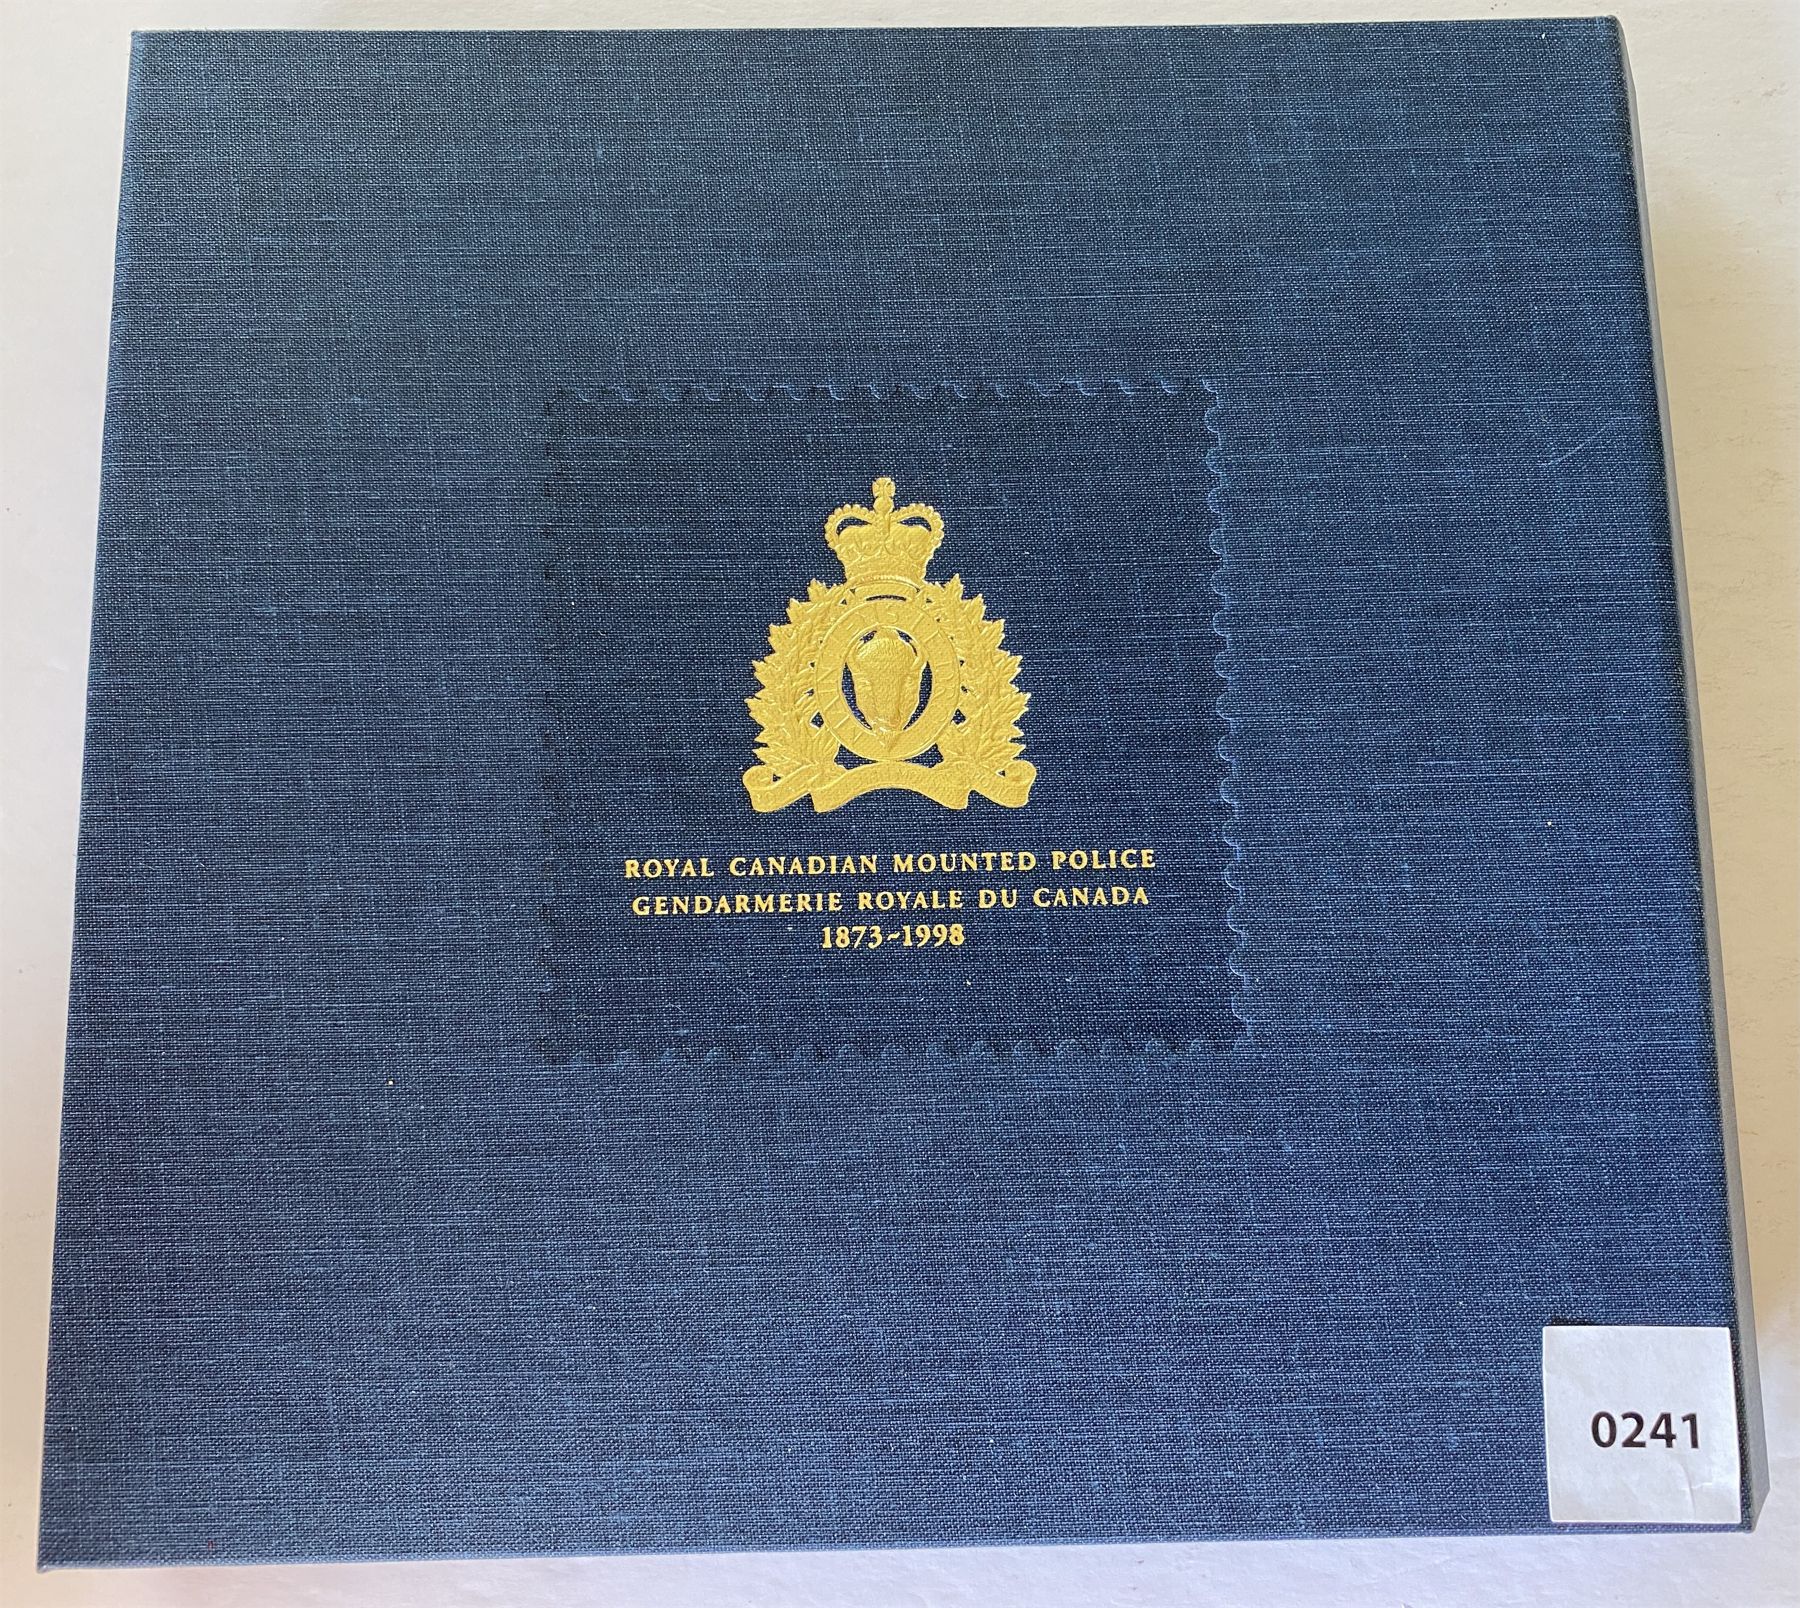 ROYAL CANADIAN MOUNTED POLICE
GENDARMERIE ROYALE DU CANADA
1873~1998
0241